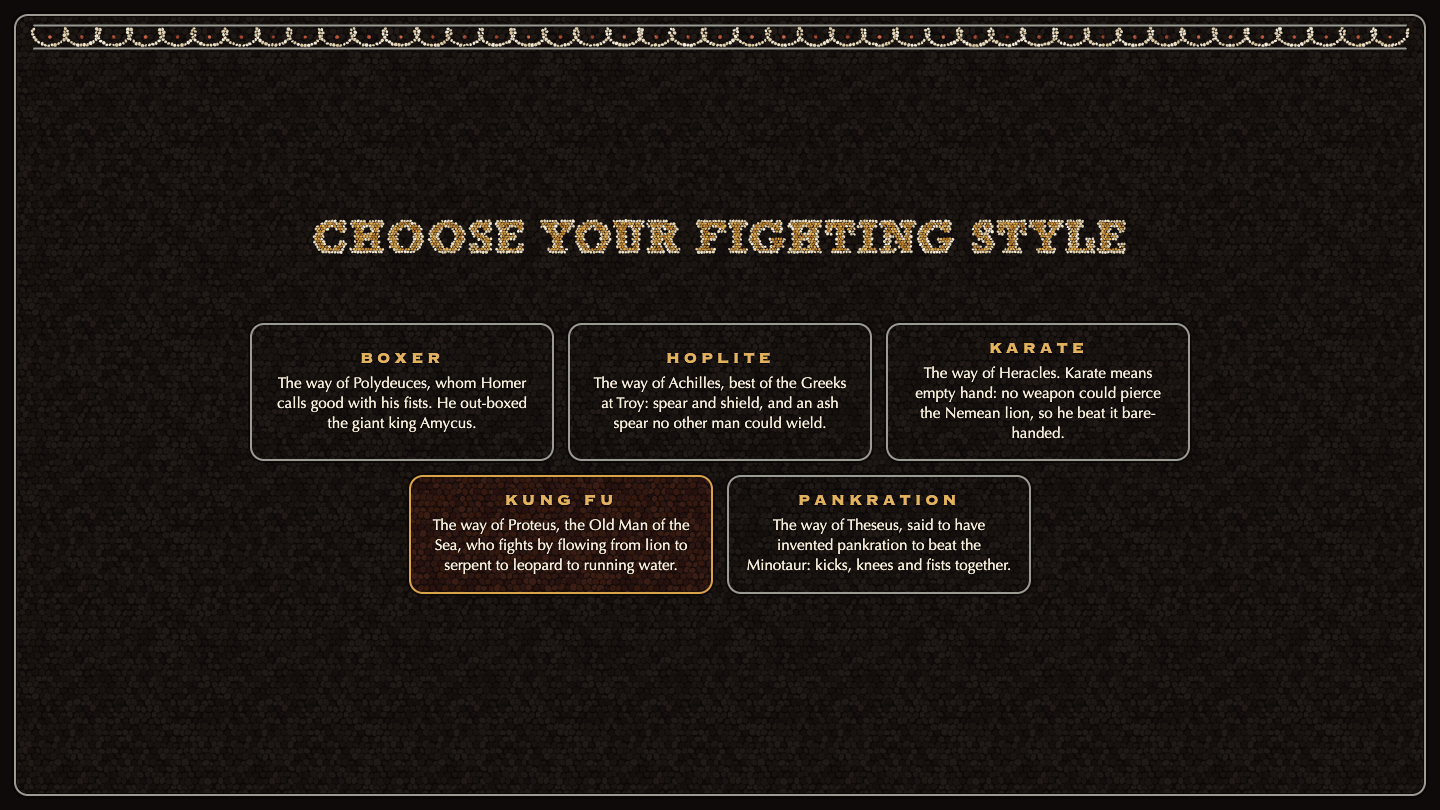 CHOOSE YOUR FIGHTING STYLE
BOXER
The way of Polydeuces, whom Homer
calls good with his fists. He out-boxed
the giant king Amycus.
HOPLITE
The way of Achilles, best of the Greeks
at Troy: spear and shield, and an ash
spear no other man could wield.
KARATE
The way of Heracles. Karate means
empty hand: no weapon could pierce
the Nemean lion, so he beat it bare-
handed.
KUNG FU
The way of Proteus, the Old Man of the
Sea, who fights by flowing from lion to
serpent to leopard to running water.
PANKRATION
The way of Theseus, said to have
invented pankration to beat the
Minotaur: kicks, knees and fists together.